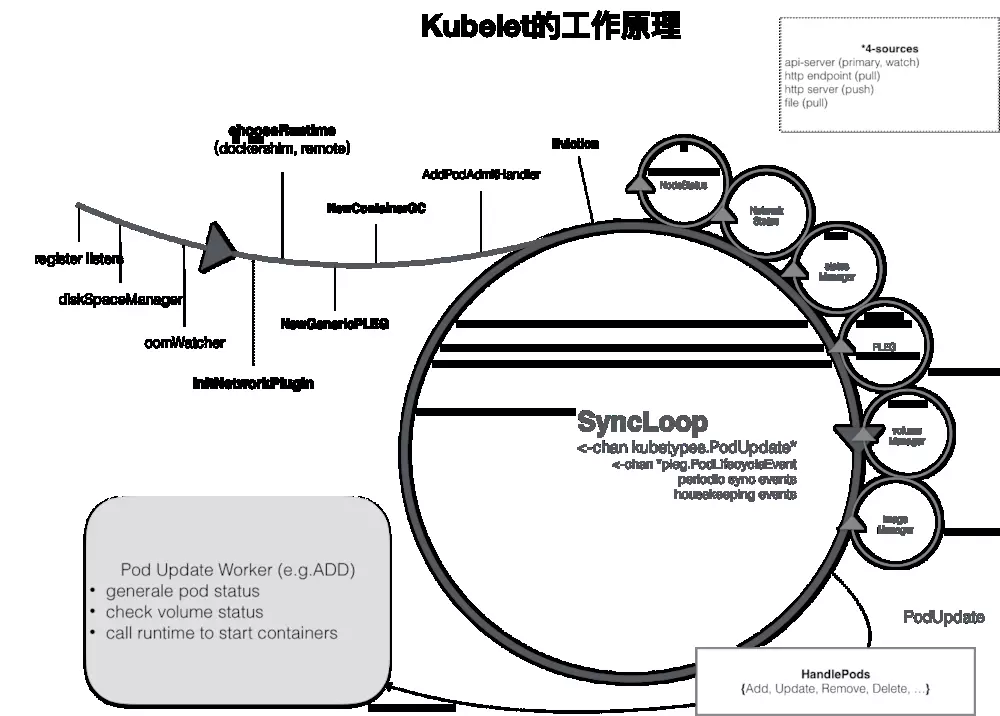 Kubelet的工作原理
*4-sources
api-server (primary, watch)
http endpoint (pull)
http server (push)
file (pull)
chooseRuntime
(dockershim, remote)
Eviction
AddPodAdmitHandler
NewContainerGC
NodeStatus
Network
Status
status
Manager
PLEG
volume
Manager
image
Manager
register listers
diskSpaceManager
oomWatcher
InitNetworkPlugin
NewGenericPLEG
SyncLoop
<-chan kubetypes.PodUpdate*
<-chan *pleg.PodLifecycleEvent
periodic sync events
housekeeping events
Pod Update Worker (e.g.ADD)
• generale pod status
• check volume status
• call runtime to start containers
PodUpdate
HandlePods
{Add, Update, Remove, Delete, ...}